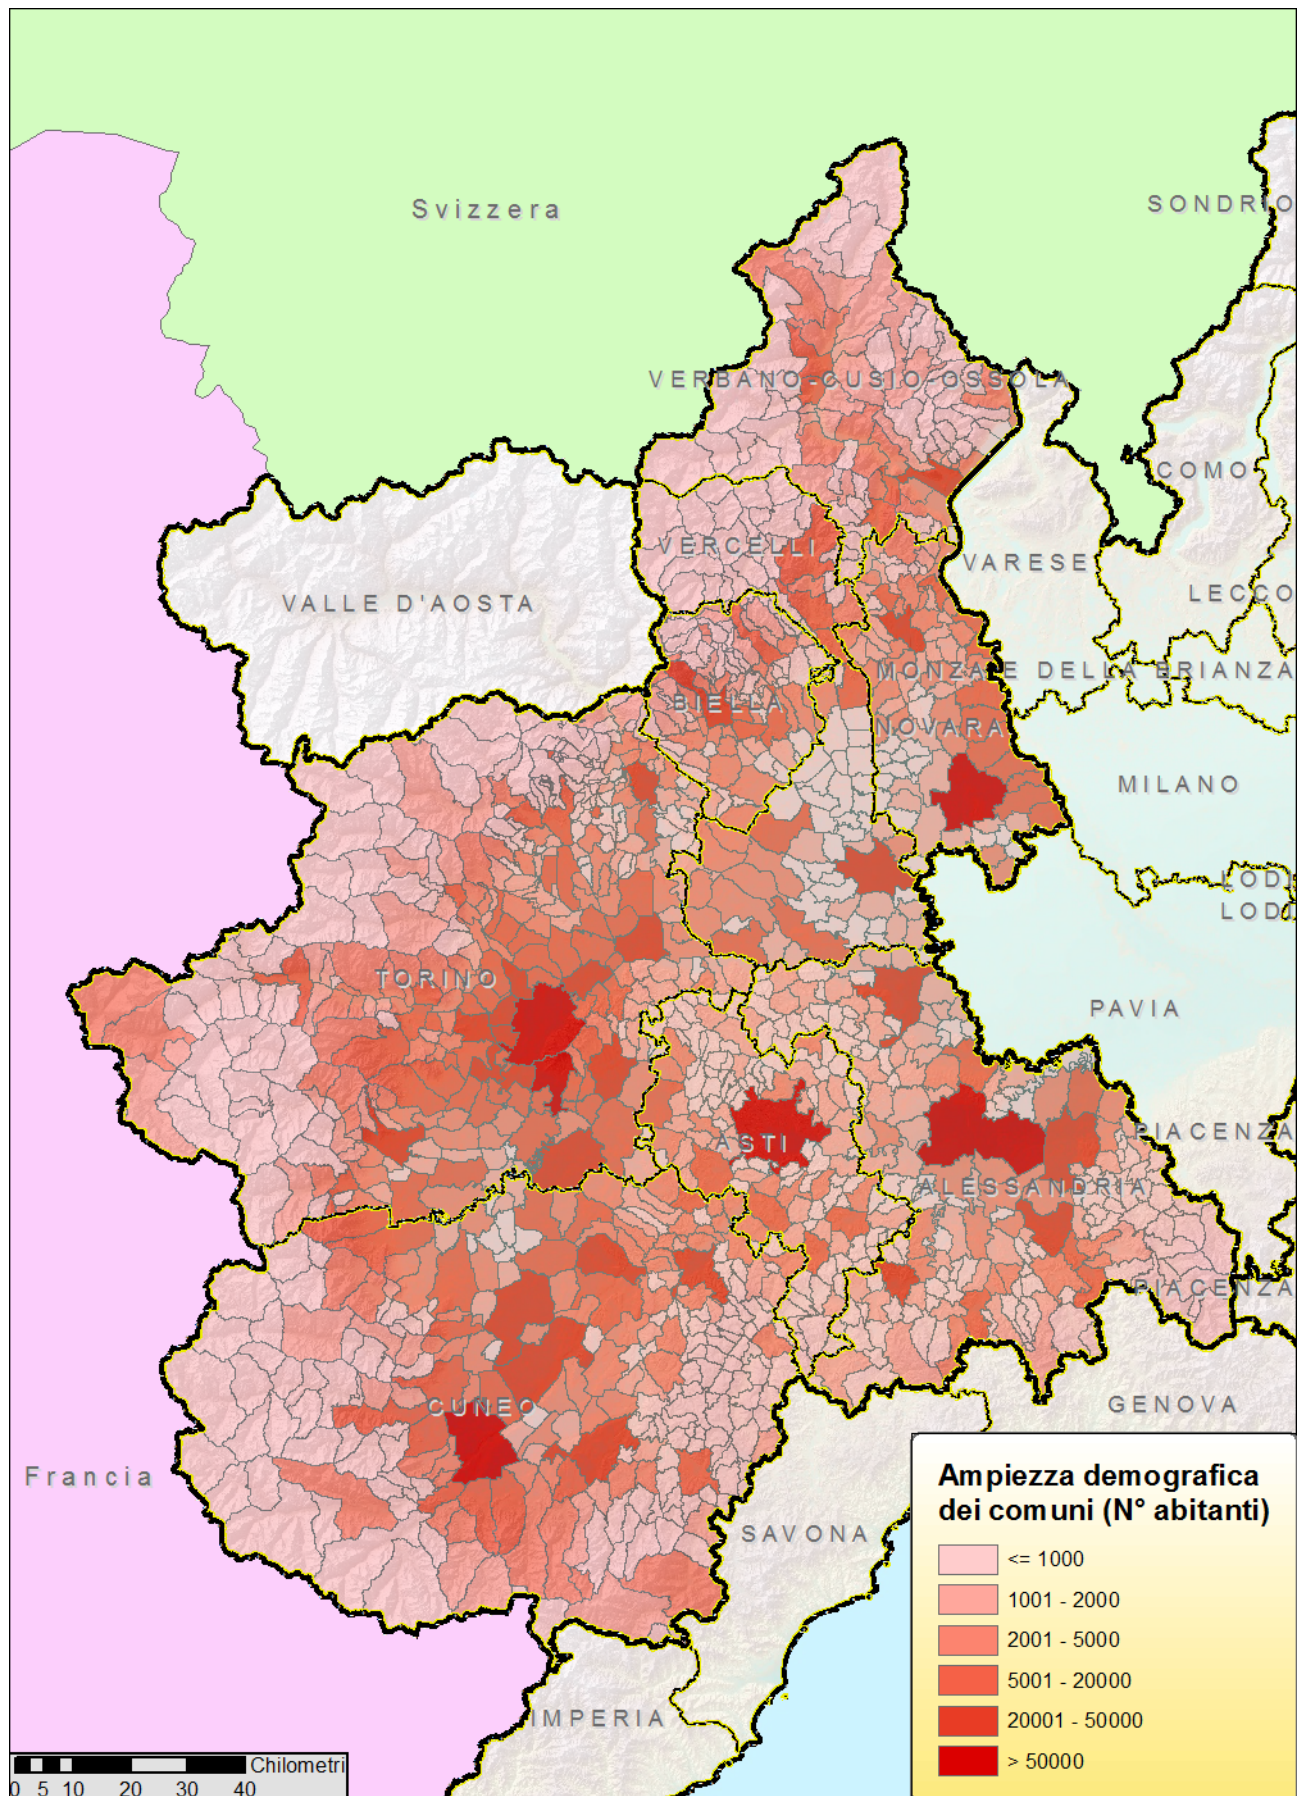 SONDRIO
Svizzera
VERBANO-CUSIO-OSSOLA
COMO
VERCELLI
VARESE
LECCO
VALLE D'AOSTA
MONZA E DELLA BRIANZA
BIELLA
NOVARA
MILANO
LODI
LODI
TORINO
PAVIA
PIACENZA
ASTI
ALESSANDRIA
PIACENZA
CUNEO
GENOVA
Francia
SAVONA
IMPERIA
Ampiezza demografica
dei comuni (N° abitanti)
<= 1000
1001 - 2000
2001 - 5000
5001 - 20000
20001 - 50000
> 50000
Chilometri
0 5 10 20 30 40